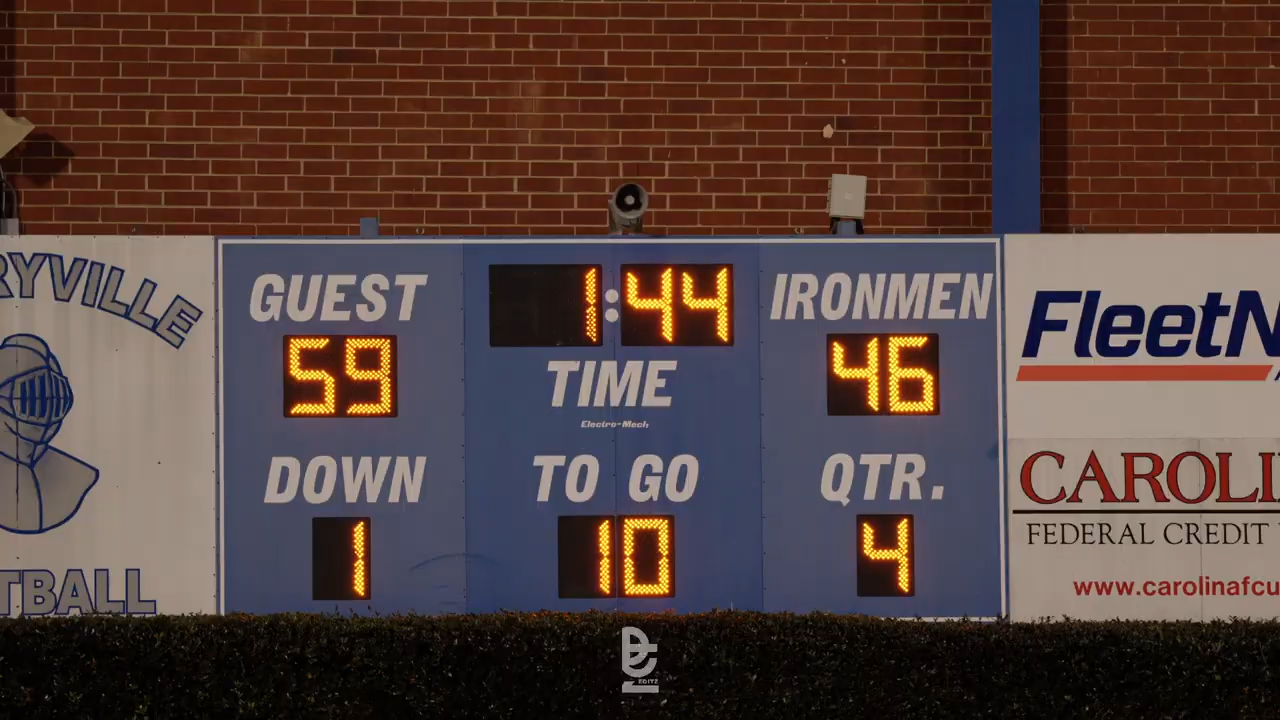 RYVILLE
TBALL
GUEST
59
1:44
TIME
Electro-Mech
IRONMEN
46
DOWN
1
TO GO
10
QTR.
4
FleetN
CAROLI
FEDERAL CREDIT
www.carolinafcu
EDITZ